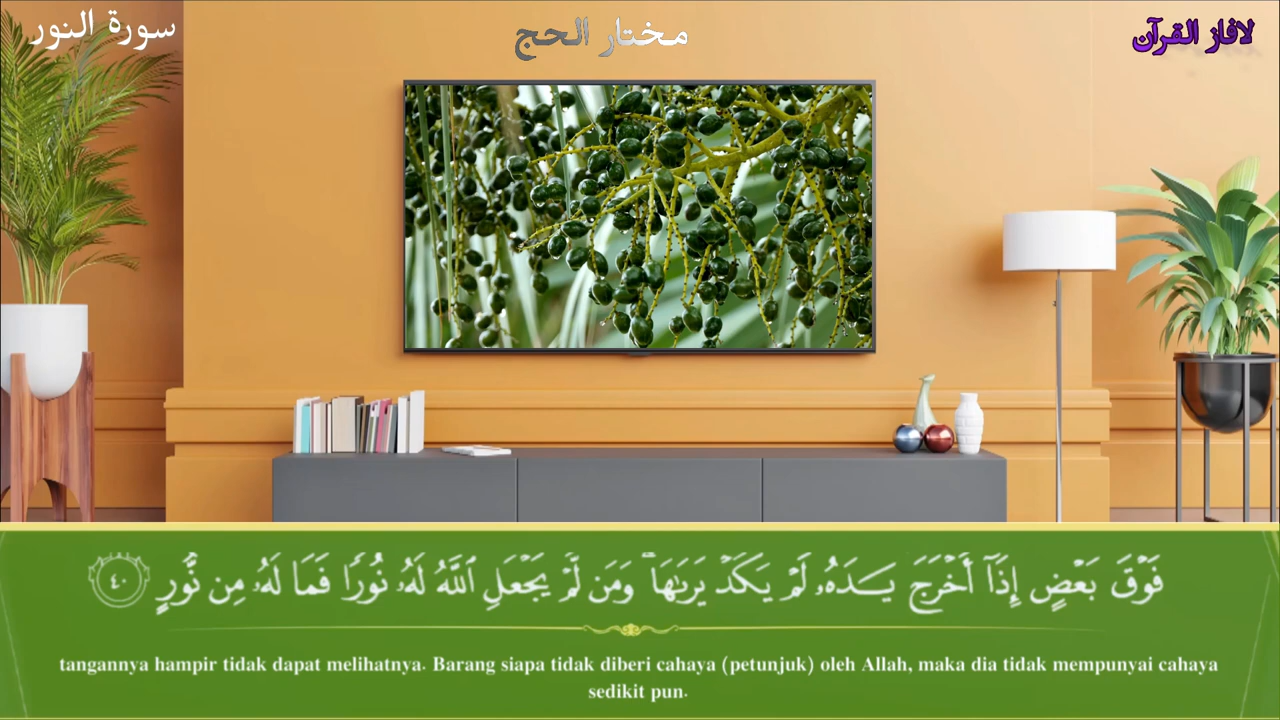 سورة النور
مختار الحج
لافاز القرآن
فَوْقَ بَعْضٍ إِذَآ أَخْرَجَ يَدَهُۥ لَمْ يَكَدْ يَرَىٰهَا ۗ وَمَن لَّمْ يَجْعَلِ ٱللَّهُ لَهُۥ نُورًا فَمَا لَهُۥ مِن نُّورٍ ٤٠
tangannya hampir tidak dapat melihatnya. Barang siapa tidak diberi cahaya (petunjuk) oleh Allah, maka dia tidak mempunyai cahaya
sedikit pun.